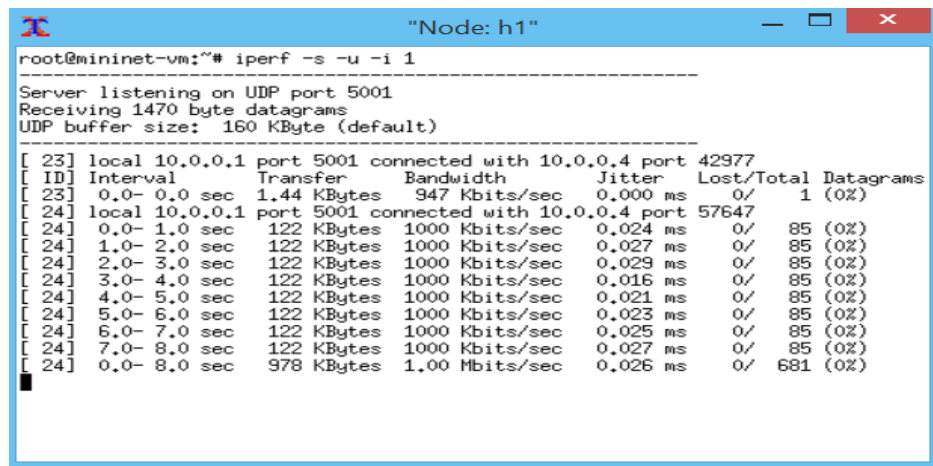 "Node: h1"
root@mininet-vm:~# iperf -s -u -i 1
------------------------------------------------------------
Server listening on UDP port 5001
Receiving 1470 byte datagrams
UDP buffer size:  160 KByte (default)
------------------------------------------------------------
[ 23] local 10.0.0.1 port 5001 connected with 10.0.0.4 port 42977
[ ID] Interval       Transfer     Bandwidth        Jitter   Lost/Total Datagrams
[ 23]  0.0- 0.0 sec  1.44 KBytes   947 Kbits/sec   0.000 ms    0/    1 (0%)
[ 24] local 10.0.0.1 port 5001 connected with 10.0.0.4 port 57647
[ 24]  0.0- 1.0 sec   122 KBytes  1000 Kbits/sec   0.024 ms    0/   85 (0%)
[ 24]  1.0- 2.0 sec   122 KBytes  1000 Kbits/sec   0.027 ms    0/   85 (0%)
[ 24]  2.0- 3.0 sec   122 KBytes  1000 Kbits/sec   0.029 ms    0/   85 (0%)
[ 24]  3.0- 4.0 sec   122 KBytes  1000 Kbits/sec   0.016 ms    0/   85 (0%)
[ 24]  4.0- 5.0 sec   122 KBytes  1000 Kbits/sec   0.021 ms    0/   85 (0%)
[ 24]  5.0- 6.0 sec   122 KBytes  1000 Kbits/sec   0.023 ms    0/   85 (0%)
[ 24]  6.0- 7.0 sec   122 KBytes  1000 Kbits/sec   0.025 ms    0/   85 (0%)
[ 24]  7.0- 8.0 sec   122 KBytes  1000 Kbits/sec   0.027 ms    0/   85 (0%)
[ 24]  0.0- 8.0 sec   978 KBytes  1.00 Mbits/sec   0.026 ms    0/  681 (0%)